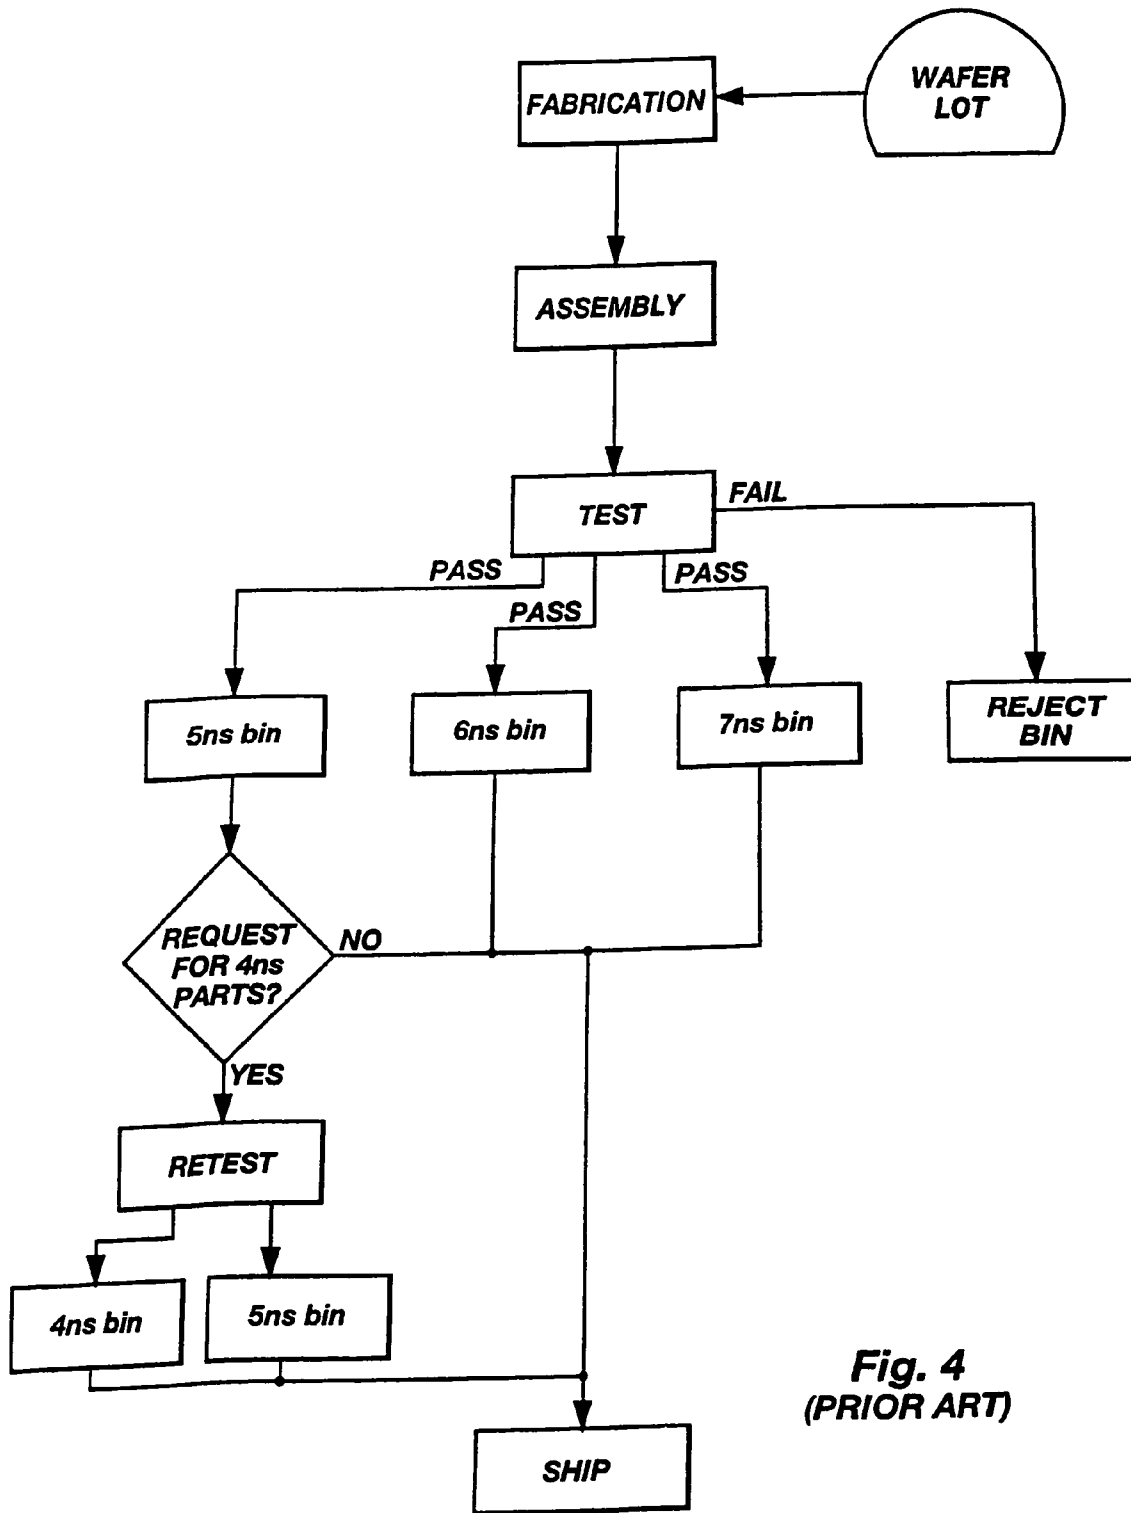 WAFER
LOT
FABRICATION
ASSEMBLY
TEST
FAIL
PASS
PASS
PASS
5ns bin
6ns bin
7ns bin
REJECT
BIN
REQUEST
FOR 4ns
PARTS?
NO
YES
RETEST
4ns bin
5ns bin
SHIP
Fig. 4
(PRIOR ART)